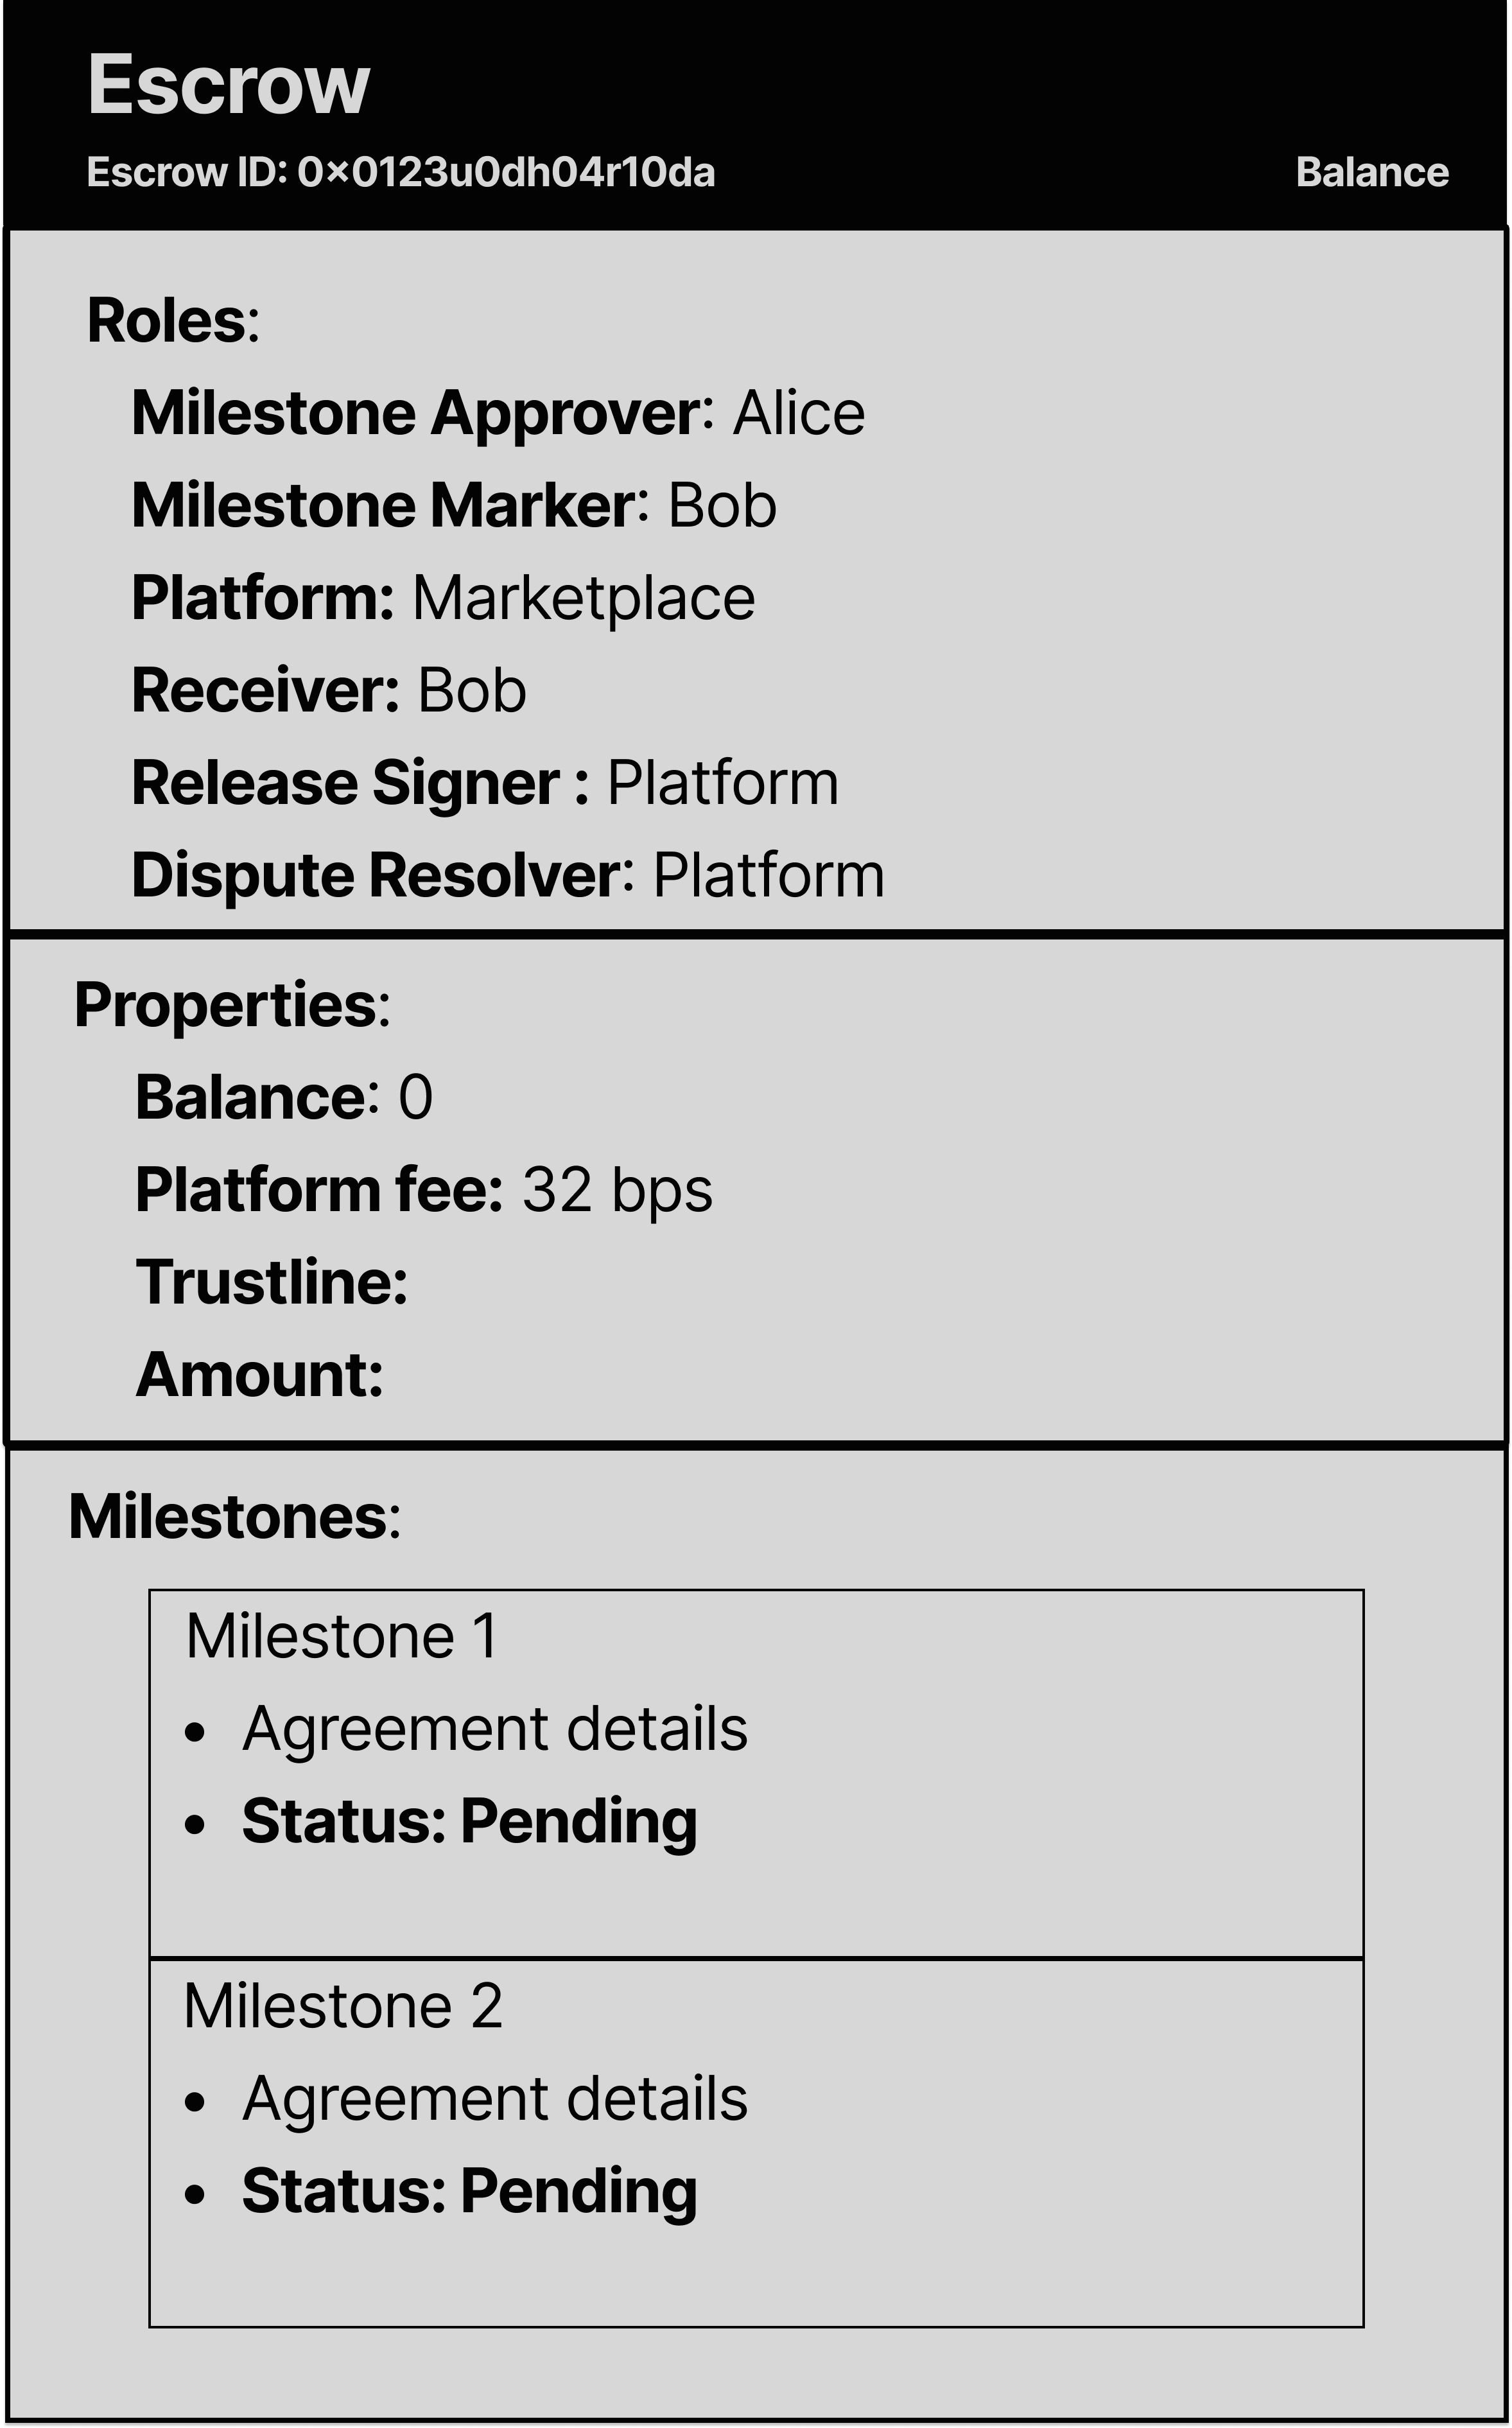 Escrow
Escrow ID: 0×0123u0dh04r10da Balance
Roles:
Milestone Approver: Alice
Milestone Marker: Bob
Platform: Marketplace
Receiver: Bob
Release Signer : Platform
Dispute Resolver: Platform
Properties:
Balance: 0
Platform fee: 32 bps
Trustline:
Amount:
Milestones:
Milestone 1
• Agreement details
• Status: Pending
Milestone 2
• Agreement details
• Status: Pending